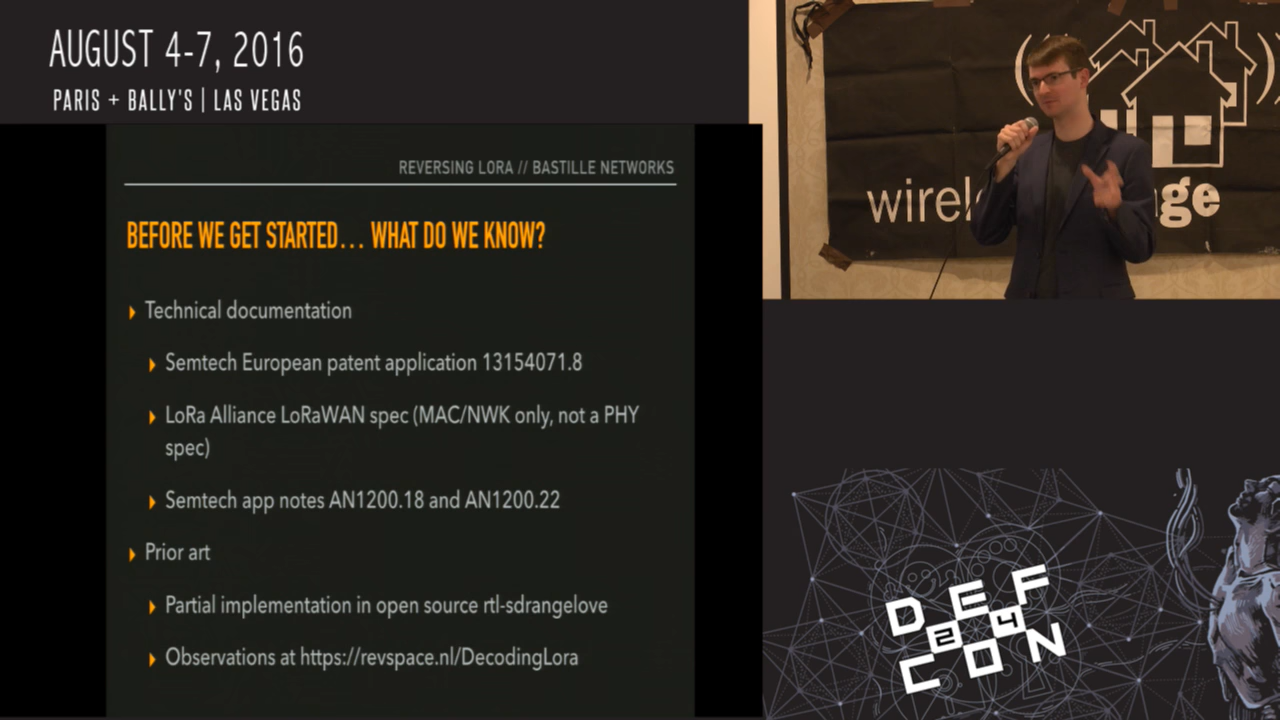 AUGUST 4-7, 2016
PARIS + BALLY'S | LAS VEGAS
REVERSING LORA // BASTILLE NETWORKS
BEFORE WE GET STARTED... WHAT DO WE KNOW?
Technical documentation
Semtech European patent application 13154071.8
LoRa Alliance LoRaWAN spec (MAC/NWK only, not a PHY
spec)
Semtech app notes AN1200.18 and AN1200.22
Prior art
Partial implementation in open source rtl-sdrangelove
Observations at https://revspace.nl/DecodingLora
DEF
24
CON